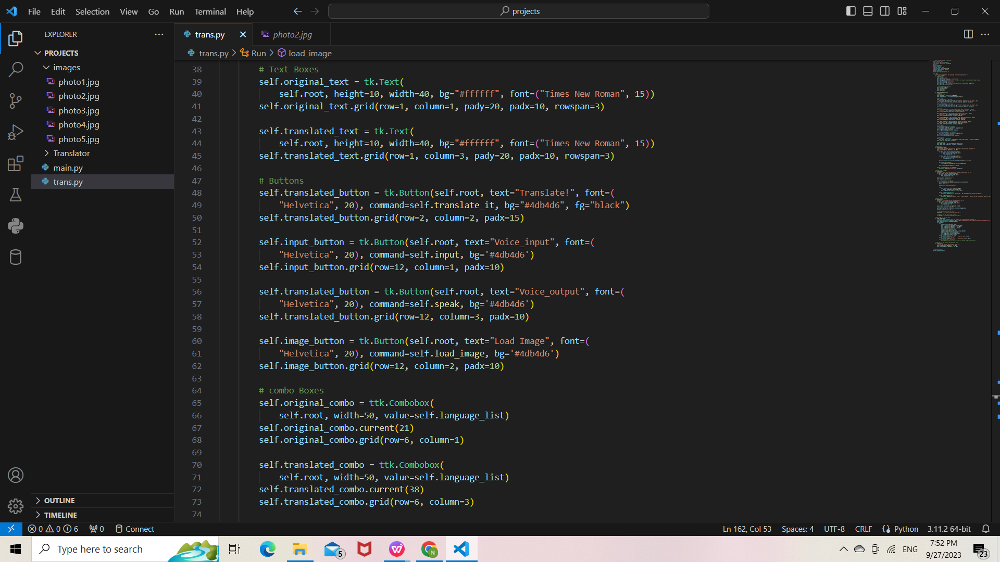 File Edit Selection View Go Run Terminal Help
projects
EXPLORER
trans.py
photo2.jpg
PROJECTS
images
photo1.jpg
photo2.jpg
photo3.jpg
photo4.jpg
photo5.jpg
Translator
main.py
trans.py
OUTLINE
TIMELINE
trans.py > Run > load_image
38 # Text Boxes
39 self.original_text = tk.Text(
40 self.root, height=10, width=40, bg="#ffffff", font=("Times New Roman", 15))
41 self.original_text.grid(row=1, column=1, pady=20, padx=10, rowspan=3)
42
43 self.translated_text = tk.Text(
44 self.root, height=10, width=40, bg="#ffffff", font=("Times New Roman", 15))
45 self.translated_text.grid(row=1, column=3, pady=20, padx=10, rowspan=3)
46
47 # Buttons
48 self.translated_button = tk.Button(self.root, text="Translate!", font=(
49 "Helvetica", 20), command=self.translate_it, bg="#4db4d6", fg="black")
50 self.translated_button.grid(row=2, column=2, padx=15)
51
52 self.input_button = tk.Button(self.root, text="Voice_input", font=(
53 "Helvetica", 20), command=self.input, bg='#4db4d6')
54 self.input_button.grid(row=12, column=1, padx=10)
55
56 self.translated_button = tk.Button(self.root, text="Voice_output", font=(
57 "Helvetica", 20), command=self.speak, bg='#4db4d6')
58 self.translated_button.grid(row=12, column=3, padx=10)
59
60 self.image_button = tk.Button(self.root, text="Load Image", font=(
61 "Helvetica", 20), command=self.load_image, bg='#4db4d6')
62 self.image_button.grid(row=12, column=2, padx=10)
63
64 # combo Boxes
65 self.original_combo = ttk.Combobox(
66 self.root, width=50, value=self.language_list)
67 self.original_combo.current(21)
68 self.original_combo.grid(row=6, column=1)
69
70 self.translated_combo = ttk.Combobox(
71 self.root, width=50, value=self.language_list)
72 self.translated_combo.current(38)
73 self.translated_combo.grid(row=6, column=3)
74
0 0 6 0 Connect
Ln 162, Col 53 Spaces: 4 UTF-8 CRLF Python 3.11.2 64-bit
Type here to search
5
N
ENG
7:52 PM
9/27/2023
23